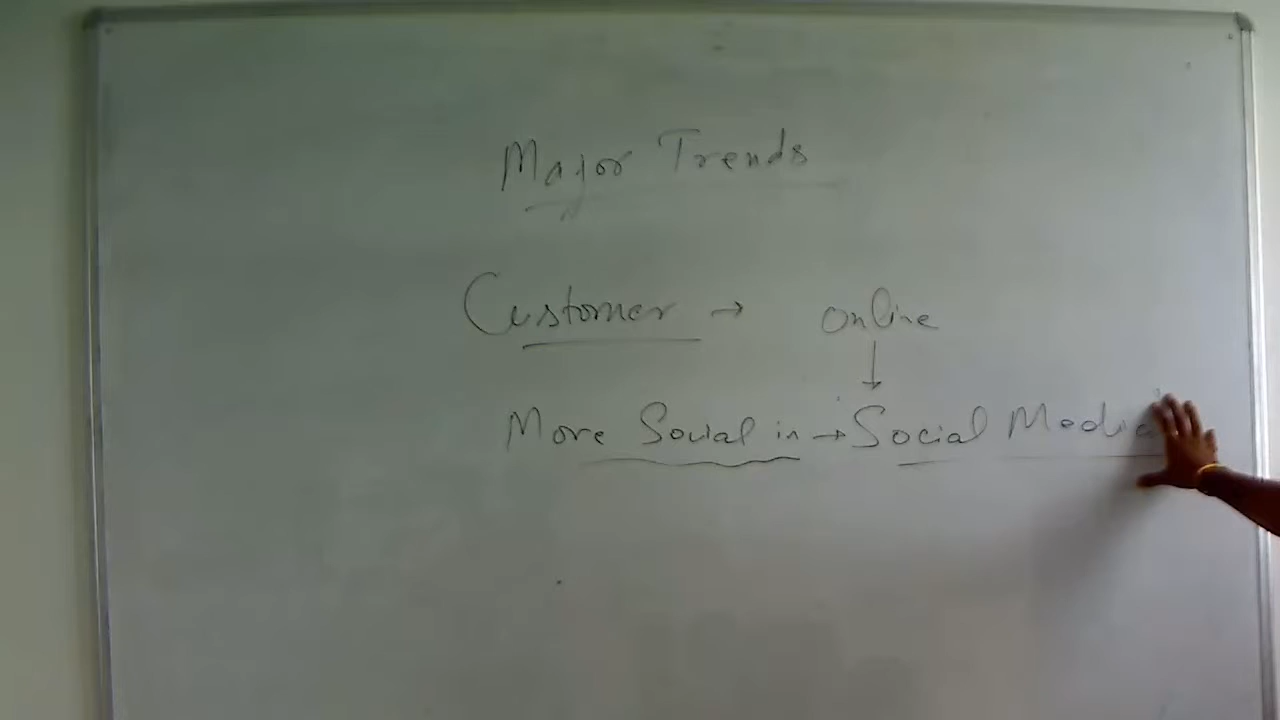 Major Trends
Customer → online
↓
More Social in → Social Media